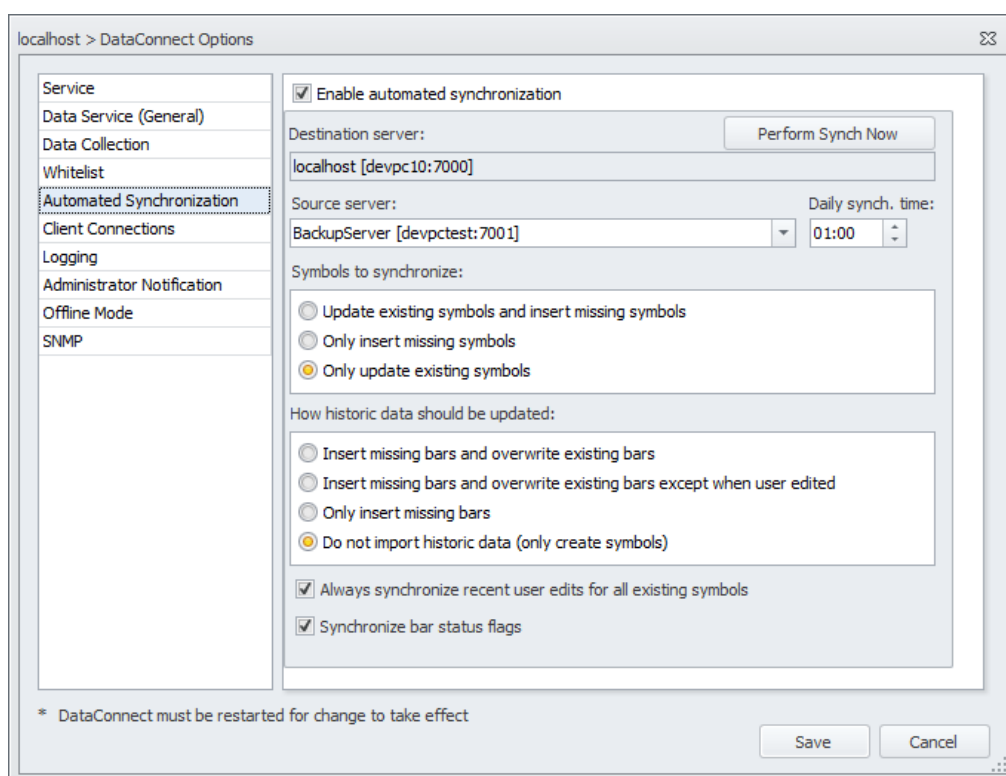 localhost > DataConnect Options
Service
Data Service (General)
Data Collection
Whitelist
Automated Synchronization
Client Connections
Logging
Administrator Notification
Offline Mode
SNMP
Enable automated synchronization
Destination server:
Perform Synch Now
localhost [devpc10:7000]
Source server:
Daily synch. time:
BackupServer [devpctest:7001]
01:00
Symbols to synchronize:
Update existing symbols and insert missing symbols
Only insert missing symbols
Only update existing symbols
How historic data should be updated:
Insert missing bars and overwrite existing bars
Insert missing bars and overwrite existing bars except when user edited
Only insert missing bars
Do not import historic data (only create symbols)
Always synchronize recent user edits for all existing symbols
Synchronize bar status flags
* DataConnect must be restarted for change to take effect
Save
Cancel